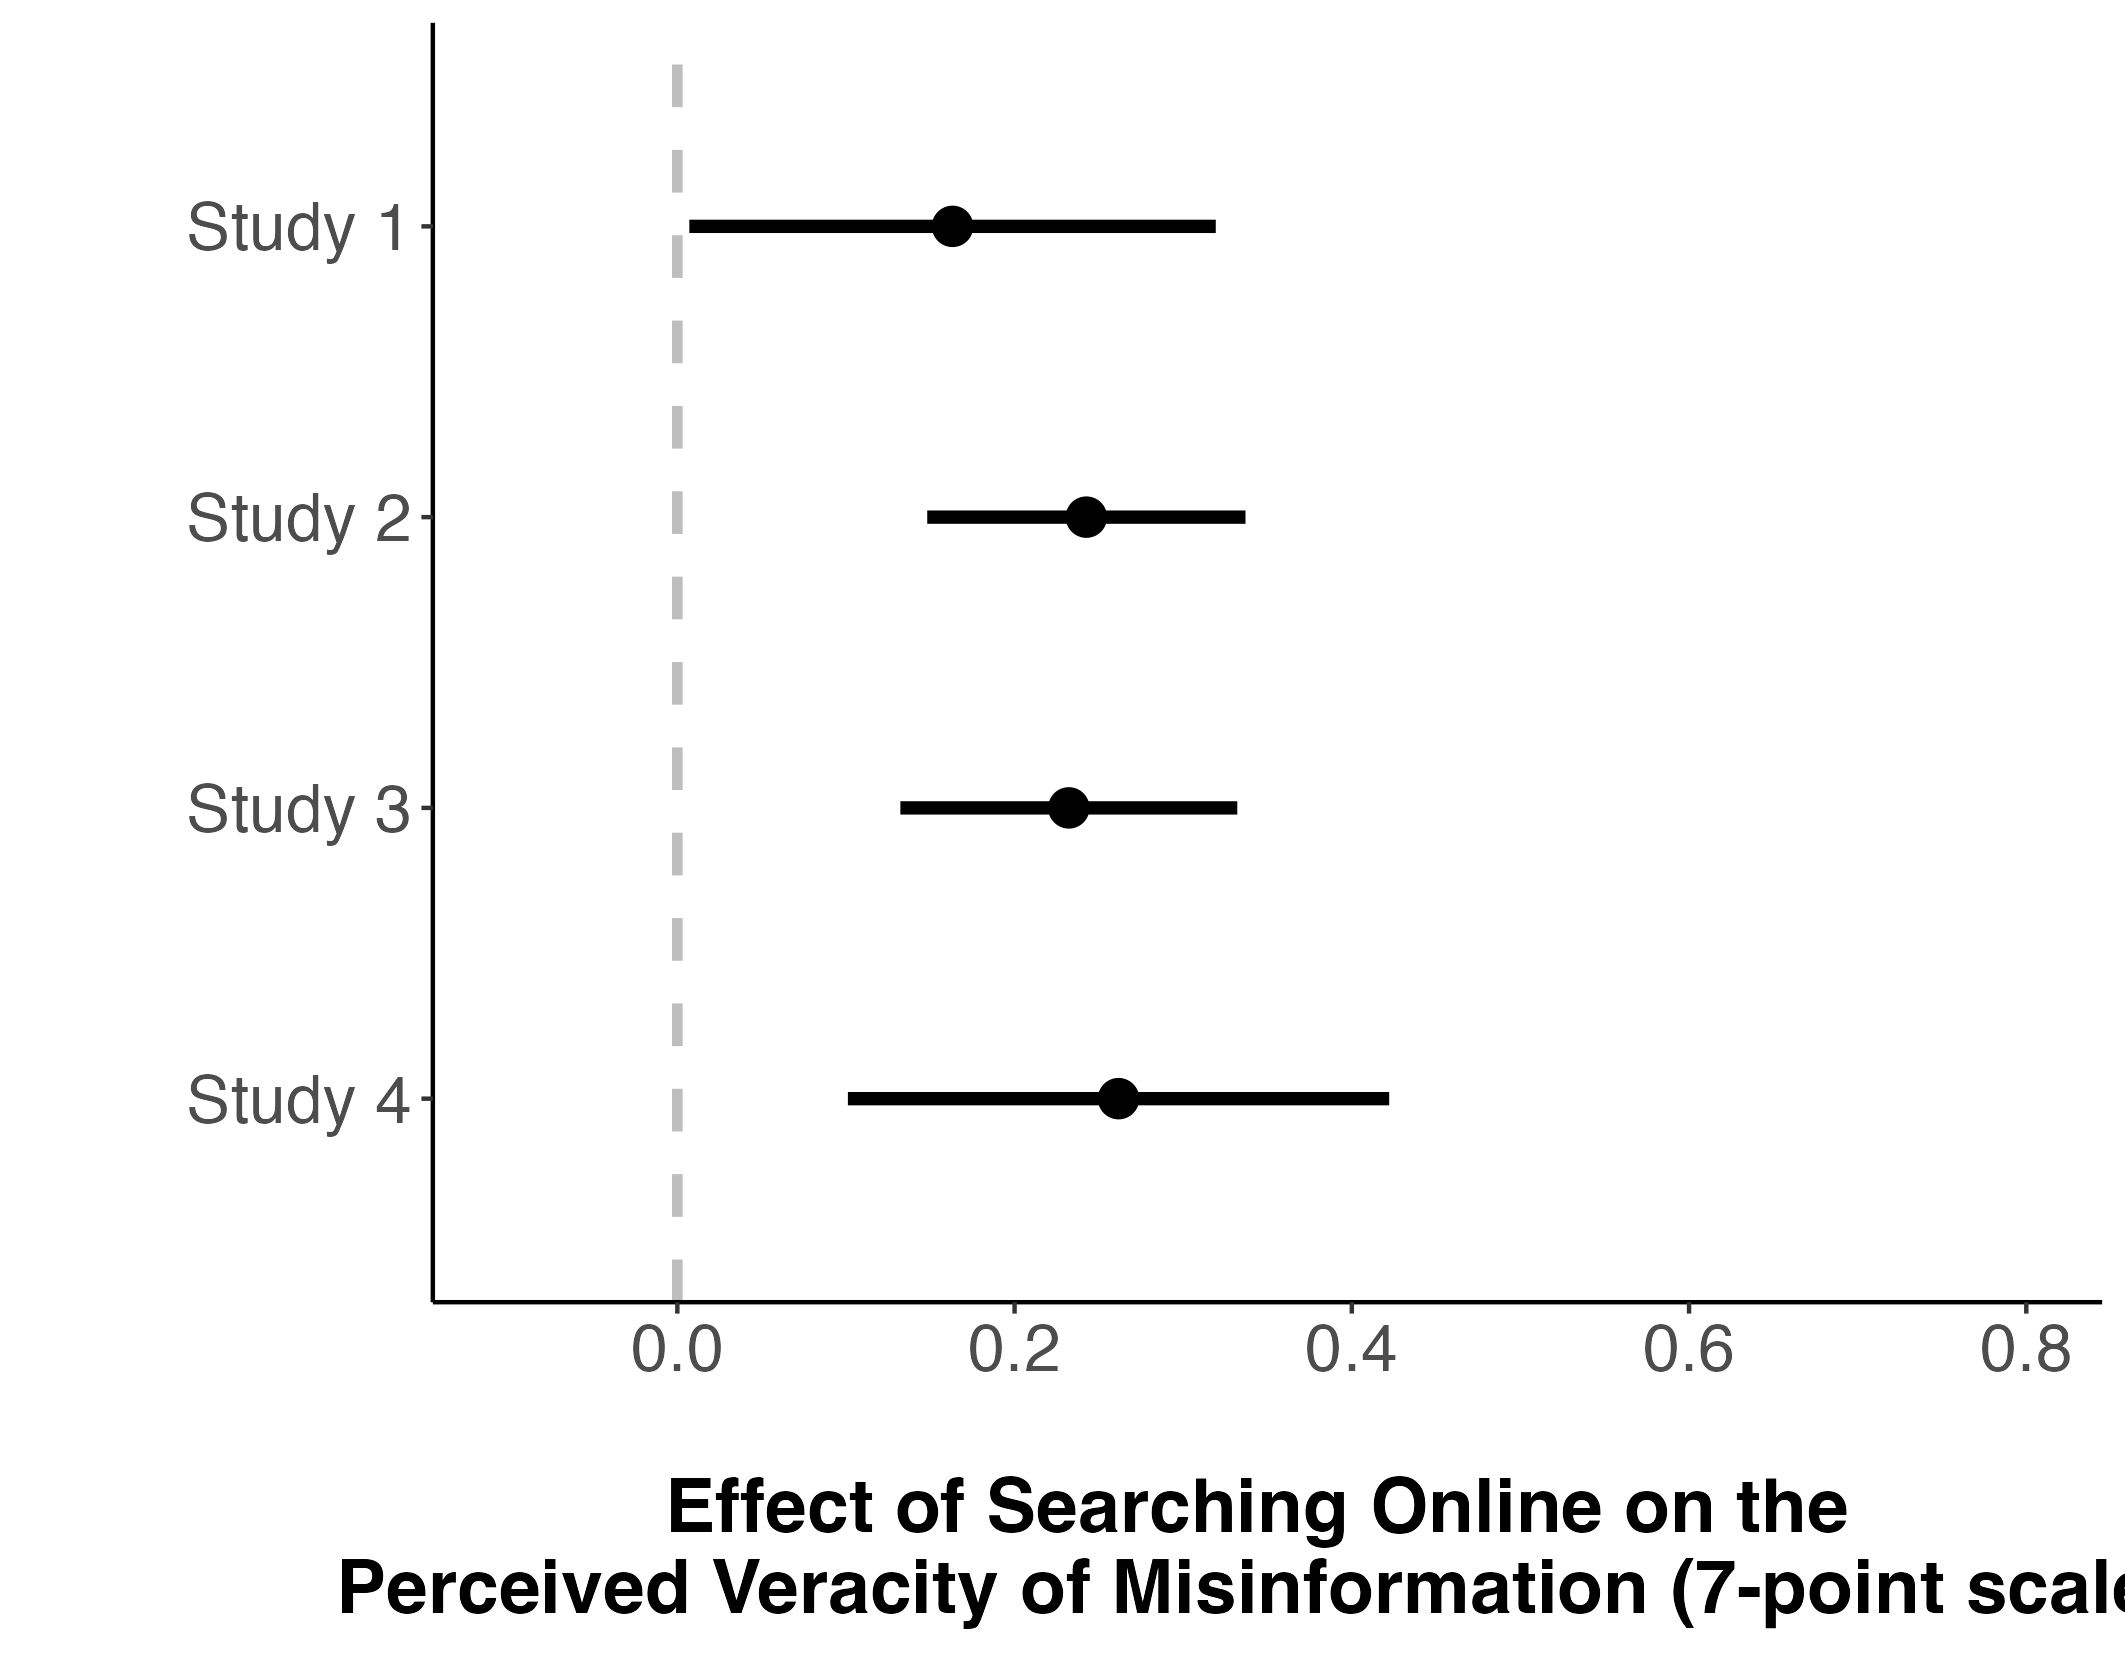 Study 1
Study 2
Study 3
Study 4
0.0 0.2 0.4 0.6 0.8
Effect of Searching Online on the
Perceived Veracity of Misinformation (7-point scale